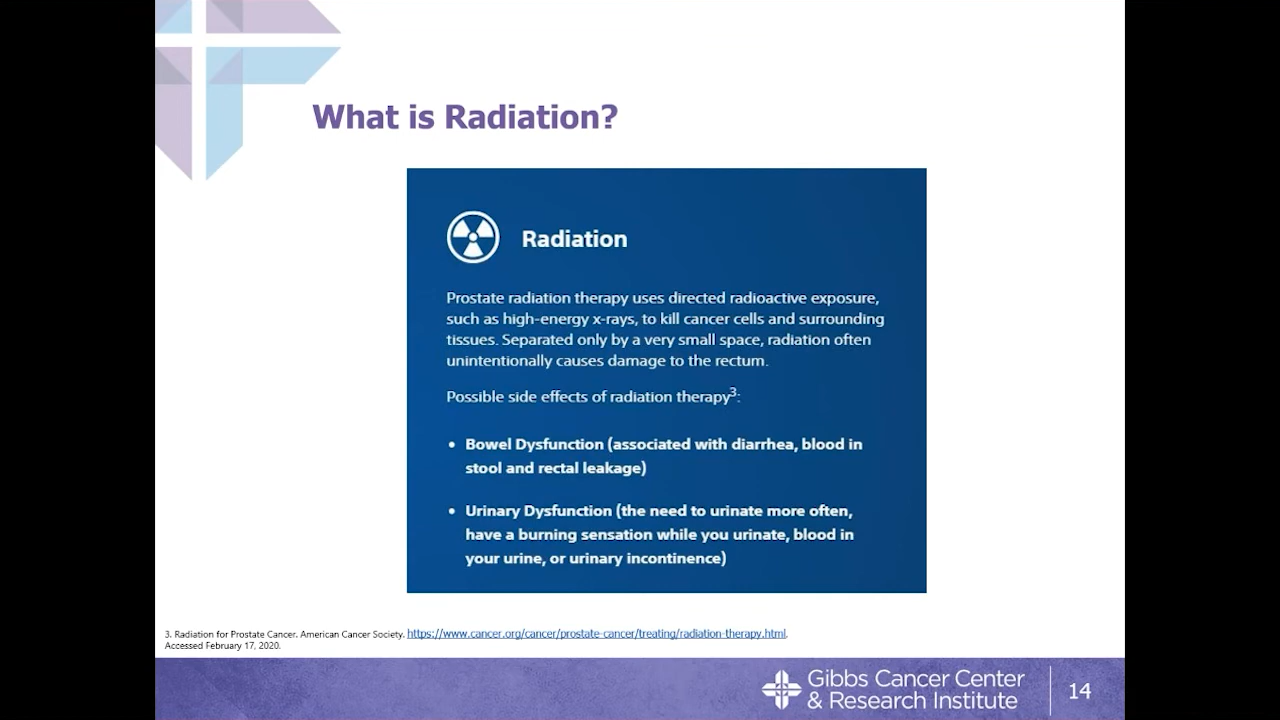 What is Radiation?
Radiation
Prostate radiation therapy uses directed radioactive exposure,
such as high-energy x-rays, to kill cancer cells and surrounding
tissues. Separated only by a very small space, radiation often
unintentionally causes damage to the rectum.
Possible side effects of radiation therapy3:
• Bowel Dysfunction (associated with diarrhea, blood in
stool and rectal leakage)
• Urinary Dysfunction (the need to urinate more often,
have a burning sensation while you urinate, blood in
your urine, or urinary incontinence)
3. Radiation for Prostate Cancer. American Cancer Society. https://www.cancer.org/cancer/prostate-cancer/treating/radiation-therapy.html.
Accessed February 17, 2020.
Gibbs Cancer Center
& Research Institute
14